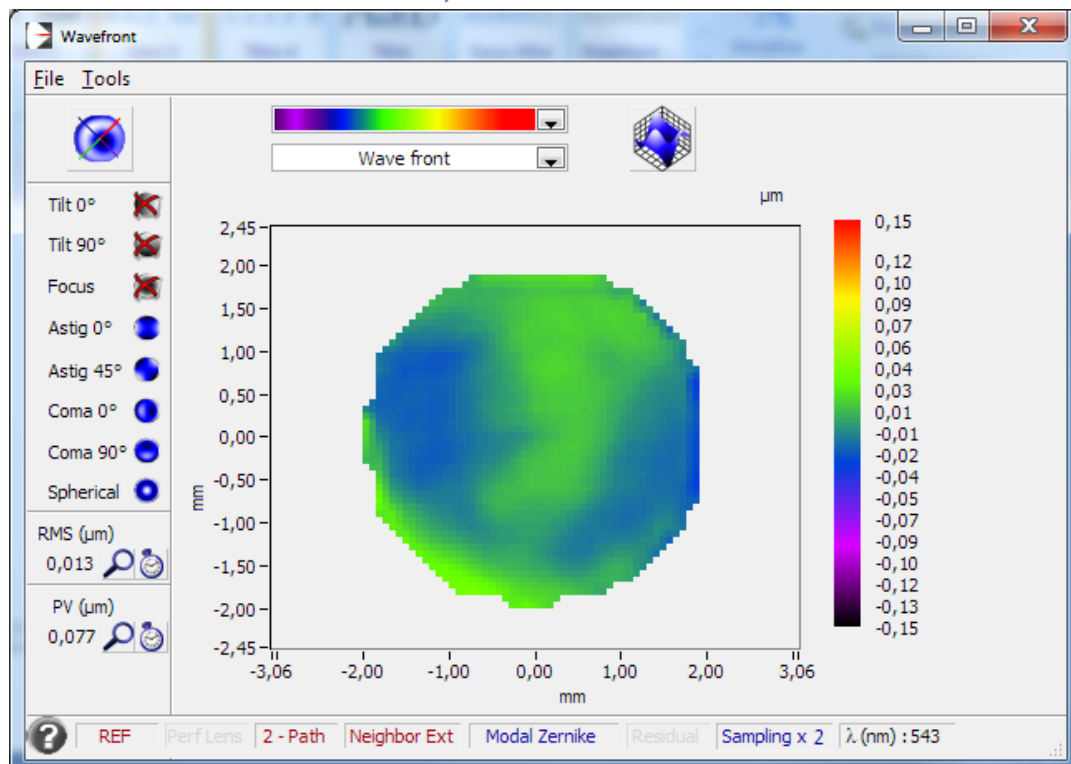 Wavefront
File Tools
Wave front
µm
Tilt 0°
Tilt 90°
Focus
Astig 0°
Astig 45°
Coma 0°
Coma 90°
Spherical
RMS (µm)
0,013
PV (µm)
0,077
2,45
2,00
1,50
1,00
0,50
0,00
-0,50
-1,00
-1,50
-2,00
-2,45
mm
-3,06 -2,00 -1,00 0,00 1,00 2,00 3,06
mm
0,15
0,12
0,10
0,09
0,07
0,06
0,04
0,03
0,01
-0,01
-0,02
-0,04
-0,05
-0,07
-0,09
-0,10
-0,12
-0,13
-0,15
REF Perf Lens 2 - Path Neighbor Ext Modal Zernike Residual Sampling x 2 λ (nm) : 543